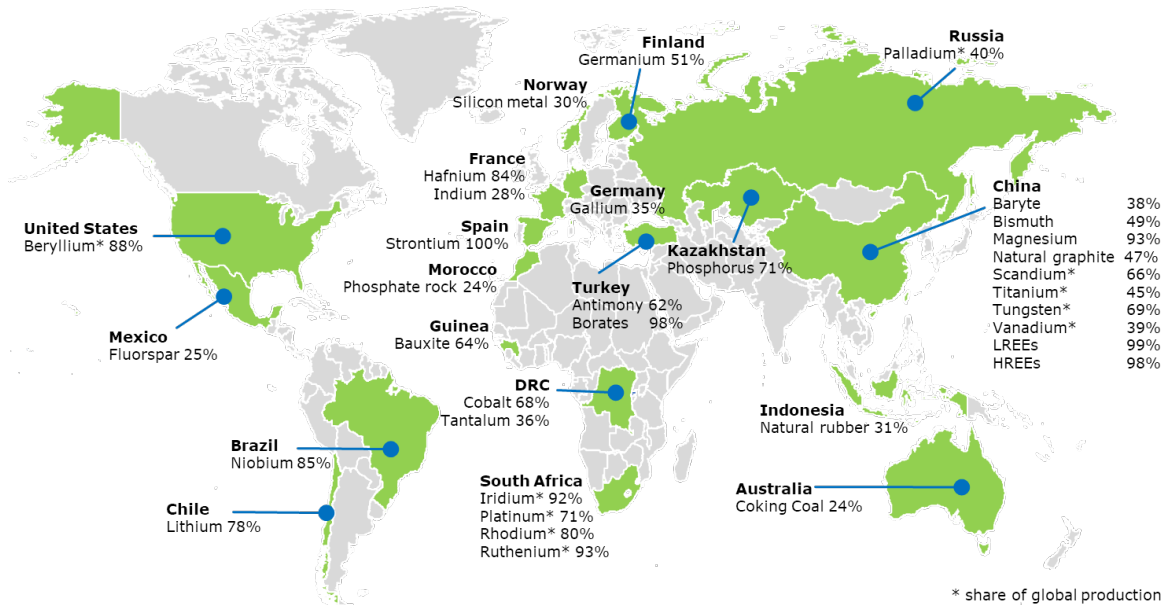 Finland
Germanium 51%
Russia
Palladium* 40%
Norway
Silicon metal 30%
France
Hafnium 84%
Indium 28%
Germany
Gallium 35%
China
Baryte 38%
Bismuth 49%
Magnesium 93%
Natural graphite 47%
Scandium* 66%
Titanium* 45%
Tungsten* 69%
Vanadium* 39%
LREEs 99%
HREEs 98%
United States
Beryllium* 88%
Spain
Strontium 100%
Kazakhstan
Phosphorus 71%
Morocco
Phosphate rock 24%
Turkey
Antimony 62%
Borates 98%
Mexico
Fluorspar 25%
Guinea
Bauxite 64%
DRC
Cobalt 68%
Tantalum 36%
Indonesia
Natural rubber 31%
Brazil
Niobium 85%
South Africa
Iridium* 92%
Platinum* 71%
Rhodium* 80%
Ruthenium* 93%
Australia
Coking Coal 24%
Chile
Lithium 78%
* share of global production